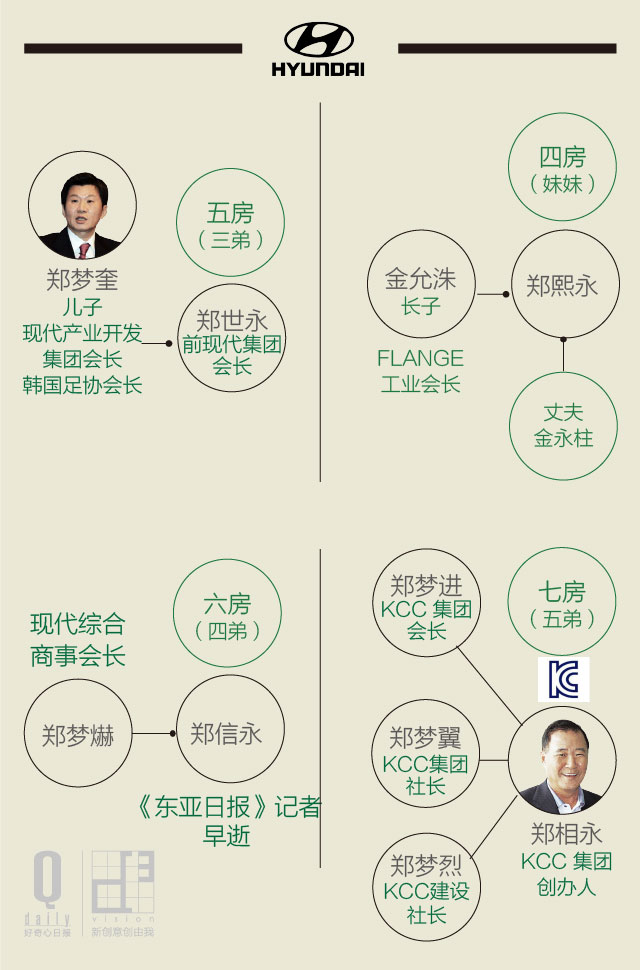 HYUNDAI
五房
（三弟）
郑梦奎
儿子
现代产业开发
集团会长
韩国足协会长
郑世永
前现代集团
会长
四房
（妹妹）
金允洙
长子
FLANGE
工业会长
郑熙永
丈夫
金永柱
六房
（四弟）
现代综合
商事会长
郑梦爀
郑信永
《东亚日报》记者
早逝
郑梦进
KCC 集团
会长
七房
（五弟）
KC
郑梦翼
KCC集团
社长
郑相永
KCC 集团
创办人
郑梦烈
KCC建设
社长
Q
daily
好奇心日报
vision
新创意创由我